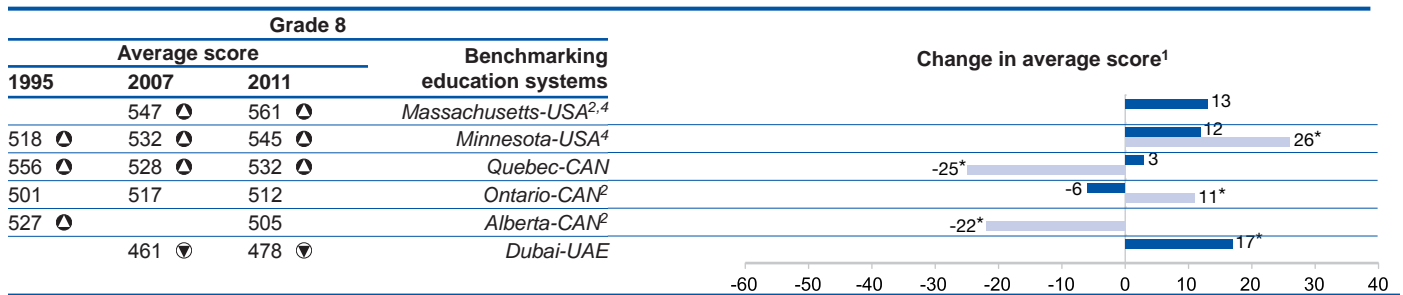 Grade 8
Average score Benchmarking Change in average score1
1995 2007 2011 education systems
547 561 Massachusetts-USA2,4 13
518 532 545 Minnesota-USA4 12
26*
556 528 532 Quebec-CAN 3
-25*
501 517 512 Ontario-CAN2 -6
11*
527 505 Alberta-CAN2 -22*
461 478 Dubai-UAE 17*
-60 -50 -40 -30 -20 -10 0 10 20 30 40